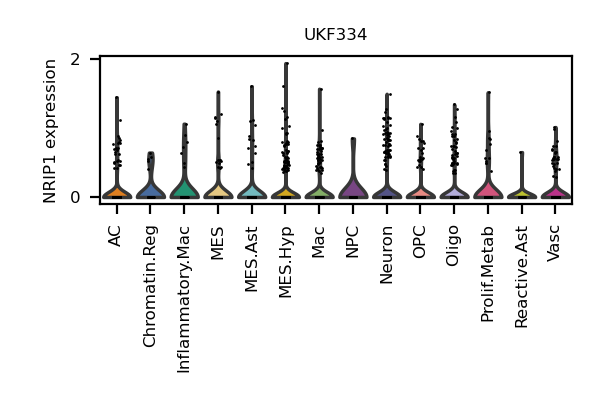 UKF334
NRIP1 expression
2
0
AC
Chromatin.Reg
Inflammatory.Mac
MES
MES.Ast
MES.Hyp
Mac
NPC
Neuron
OPC
Oligo
Prolif.Metab
Reactive.Ast
Vasc